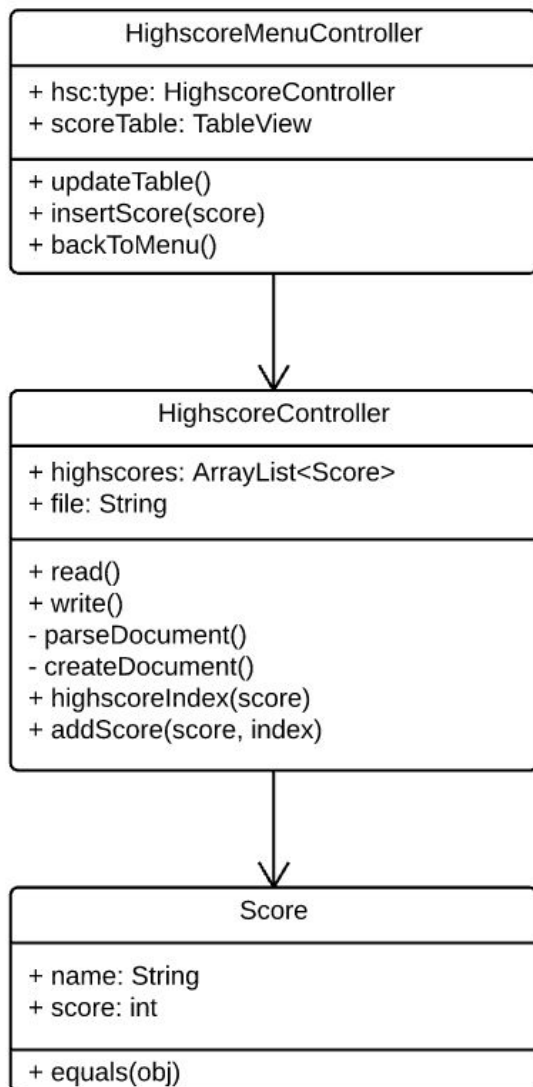 HighscoreMenuController
+ hsc:type: HighscoreController
+ scoreTable: TableView
+ updateTable()
+ insertScore(score)
+ backToMenu()
HighscoreController
+ highscores: ArrayList<Score>
+ file: String
+ read()
+ write()
- parseDocument()
- createDocument()
+ highscoreIndex(score)
+ addScore(score, index)
Score
+ name: String
+ score: int
+ equals(obj)